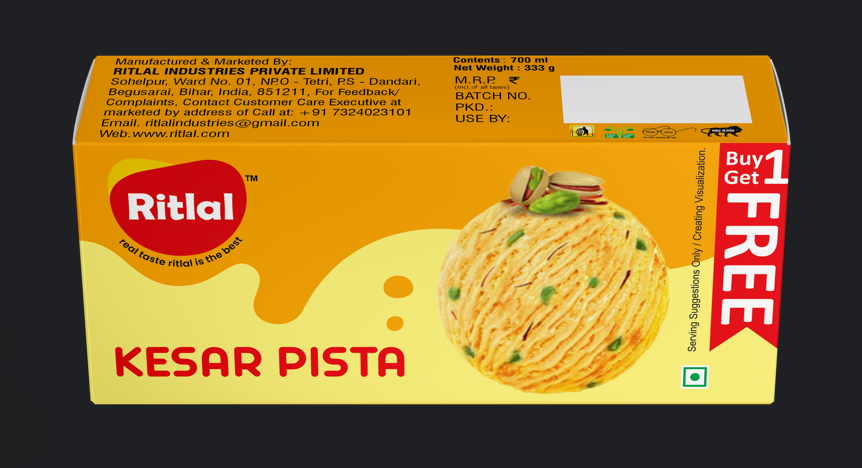 Manufactured & Marketed By:
RITLAL INDUSTRIES PRIVATE LIMITED
Sohelpur, Ward No. 01, NP.O - Tetri, P.S - Dandari,
Begusarai, Bihar, India, 851211, For Feedback/
Complaints, Contact Customer Care Executive at
marketed by address of Call at: +91 7324023101
Email. ritlalindustries@gmail.com
Web.www.ritlal.com
Contents : 700 ml
Net Weight : 333 g
M.R.P. ₹
(Incl.of all taxes)
BATCH NO.
PKD.:
USE BY:
Ritlal
TM
real taste ritlal is the best
KESAR PISTA
Serving Suggestions Only / Creating Visualization.
Buy 1
Get
FREE